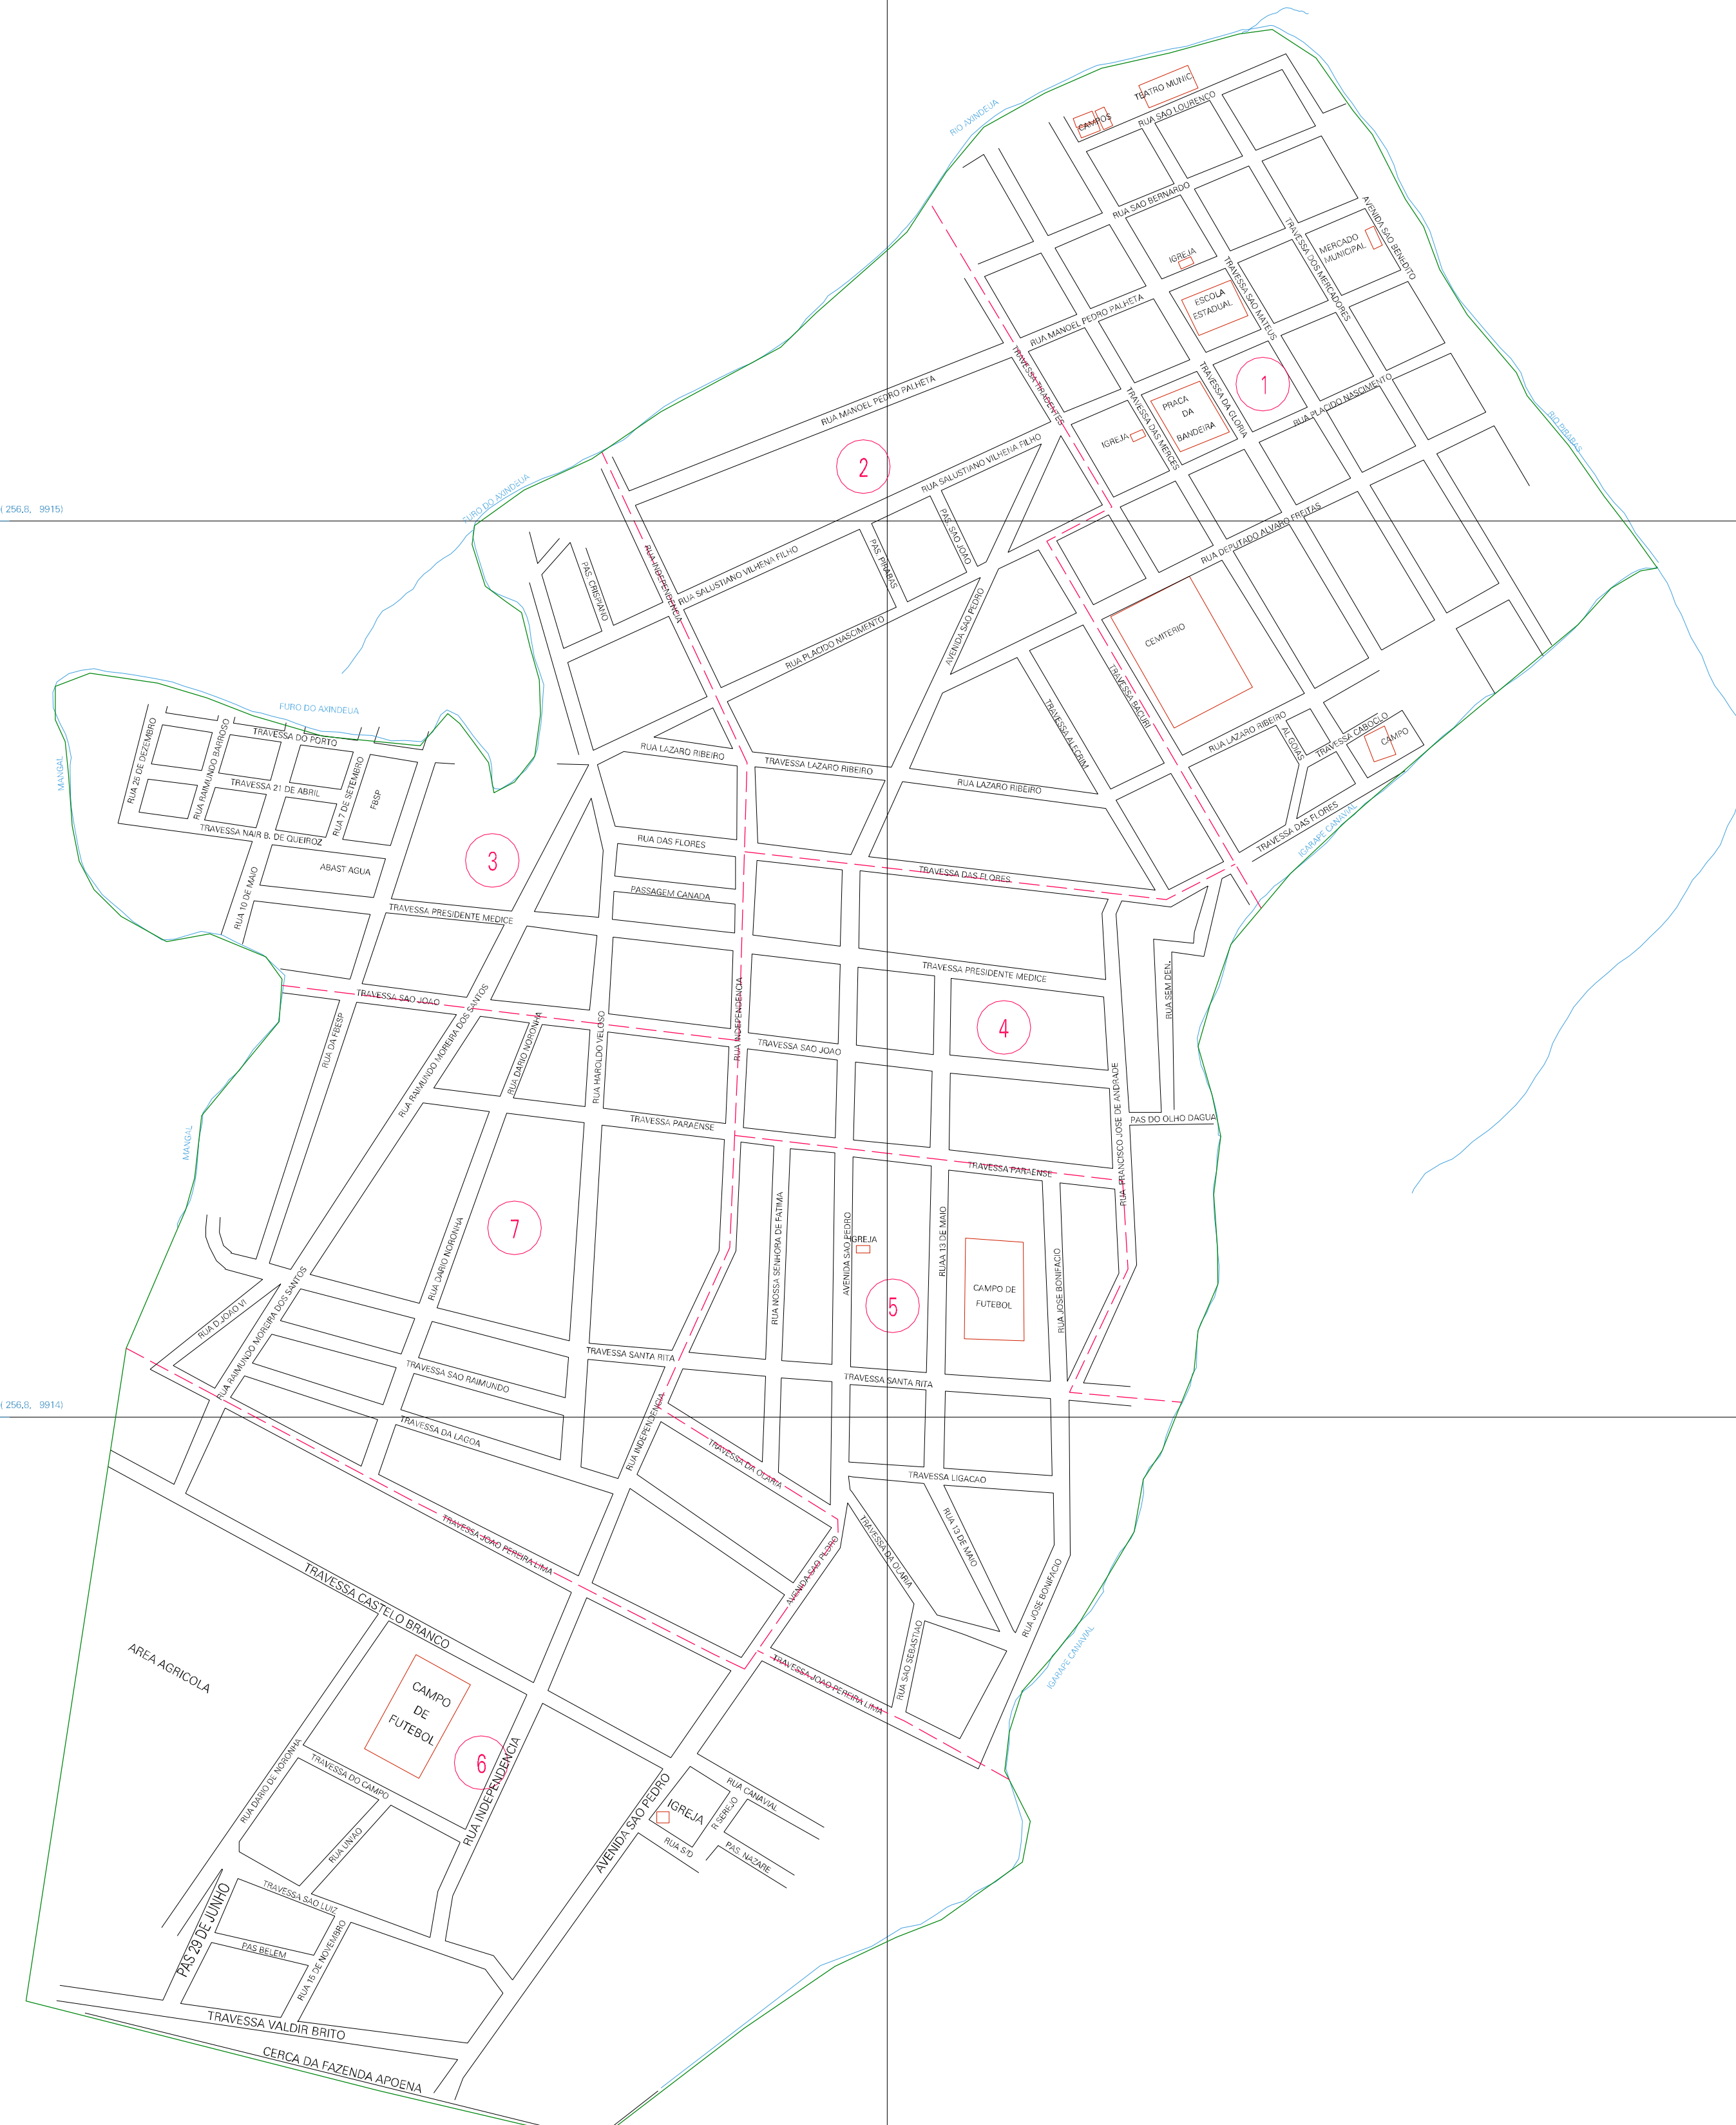 TEATRO MUNIC
RIO AXINDEUA
CAMPOS
RUA SAO LOURENCO
RUA SAO BERNARDO
AVENIDA SAO BENEDITO
TRAVESSA DOS MERCADORES
MERCADO
MUNICIPAL
IGREJA
TRAVESSA SAO MATEUS
ESCOLA
ESTADUAL
RUA MANOEL PEDRO PALHETA
TRAVESSA TIRADENTES
TRAVESSA DA GLORIA
1
RUA MANOEL PEDRO PALHETA
RUA PLACIDO NASCIMENTO
TRAVESSA DAS MERCES
PRACA
DA
BANDEIRA
IGREJA
RIO PIRABAS
2
RUA SALUSTIANO VILHENA FILHO
FURO DO AXINDEUA
(256,8, 9915)
PAS. SAO JOAO
RUA DEPUTADO ALVARO FREITAS
PAS. PIRABAS
RUA INDEPENDENCIA
RUA SALUSTIANO VILHENA FILHO
PAS. CRISPIANO
AVENIDA SAO PEDRO
RUA PLACIDO NASCIMENTO
CEMITERIO
TRAVESSA BACURI
TRAVESSA ALECRIM
FURO DO AXINDEUA
RUA LAZARO RIBEIRO
AL GOIAS
TRAVESSA CABOCLO
CAMPO
RUA 25 DE DEZEMBRO
RUA RAIMUNDO BARROSO
TRAVESSA DO PORTO
RUA LAZARO RIBEIRO
TRAVESSA LAZARO RIBEIRO
RUA LAZARO RIBEIRO
MANGAL
TRAVESSA 21 DE ABRIL
RUA 7 DE SETEMBRO
FBSP
TRAVESSA DAS FLORES
IGARAPE CANAVIAL
TRAVESSA NAIR B. DE QUEIROZ
RUA DAS FLORES
3
ABAST AGUA
TRAVESSA DAS FLORES
PASSAGEM CANADA
RUA 10 DE MAIO
TRAVESSA PRESIDENTE MEDICE
TRAVESSA PRESIDENTE MEDICE
RUA SEM DEN.
TRAVESSA SAO JOAO
RUA INDEPENDENCIA
4
RUA DA FBESP
RUA RAIMUNDO MOREIRA DOS SANTOS
RUA DARIO NORONHA
RUA HAROLDO VELOSO
TRAVESSA SAO JOAO
RUA FRANCISCO JOSE DE ANDRADE
MANGAL
TRAVESSA PARAENSE
PAS DO OLHO DAGUA
TRAVESSA PARAENSE
7
RUA DARIO NORONHA
RUA NOSSA SENHORA DE FATIMA
AVENIDA SAO PEDRO
IGREJA
RUAA 13 DE MAIO
RUA JOSE BONIFACIO
CAMPO DE
FUTEBOL
5
RUA D.JOAO VI
RUA RAIMUNDO MOREIRA DOS SANTOS
TRAVESSA SANTA RITA
TRAVESSA SAO RAIMUNDO
TRAVESSA SANTA RITA
(256,8, 9914)
RUA INDEPENDENCIA
TRAVESSA DA LAGOA
TRAVESSA DA OLARIA
TRAVESSA LIGACAO
TRAVESSA JOAO PEREIRA LIMA
RUA 13 DE MAIO
TRAVESSA DA OLARIA
AVENIDA SAO PEDRO
RUA JOSE BONIFACIO
TRAVESSA CASTELO BRANCO
AREA AGRICOLA
RUA SAO SEBASTIAO
IGARAPE CANAVIAL
TRAVESSA JOAO PEREIRA LIMA
CAMPO
DE
FUTEBOL
6
RUA DARIO DE NORONHA
TRAVESSA DO CAMPO
RUA INDEPENDENCIA
RUA CANAVIAL
AVENIDA SAO PEDRO
IGREJA
R SEREJO
RUA S/D
PAS. NAZARE
RUA UNIAO
TRAVESSA SAO LUIZ
PAS 29 DE JUNHO
PAS BELEM
RUA 15 DE NOVEMBRO
TRAVESSA VALDIR BRITO
CERCA DA FAZENDA APOENA